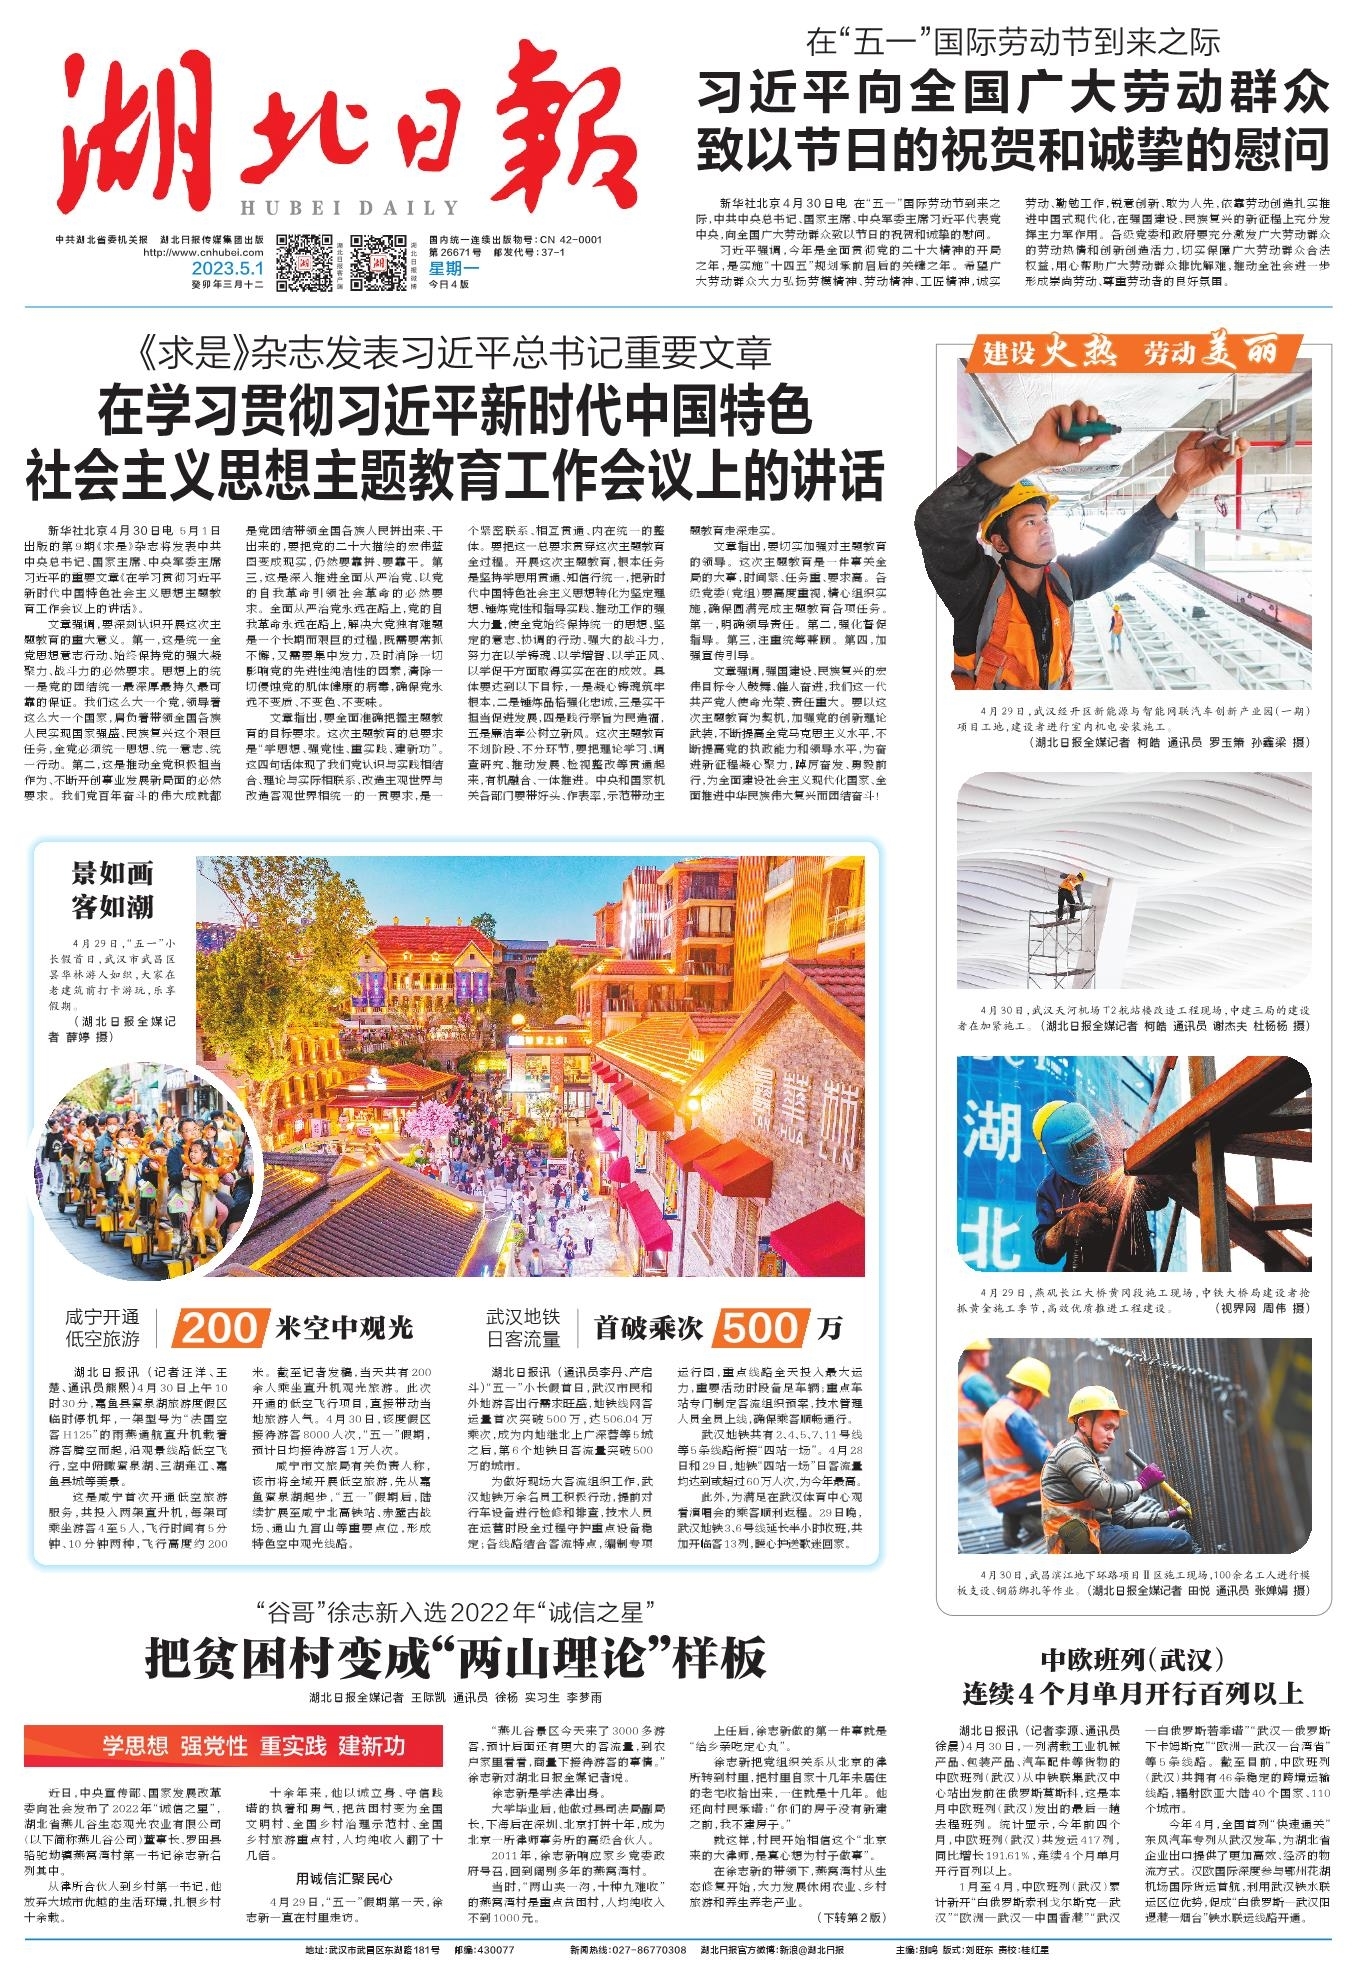 湖北日報
HUBEI DAILY
中共湖北省委机关报 湖北日报传媒集团出版
http://www.cnhubei.com
2023.5.1
癸卯年三月十二
湖北日报客户端
湖北日报微博
国内统一连续出版物号：CN 42-0001
第26671号 邮发代号：37-1
星期一
今日4版
在“五一”国际劳动节到来之际
习近平向全国广大劳动群众
致以节日的祝贺和诚挚的慰问
新华社北京4月30日电 在“五一”国际劳动节到来之
际，中共中央总书记、国家主席、中央军委主席习近平代表党
中央，向全国广大劳动群众致以节日的祝贺和诚挚的慰问。
习近平强调，今年是全面贯彻党的二十大精神的开局
之年，是实施“十四五”规划承前启后的关键之年。希望广
大劳动群众大力弘扬劳模精神、劳动精神、工匠精神，诚实
劳动、勤勉工作，锐意创新、敢为人先，依靠劳动创造扎实推
进中国式现代化，在强国建设、民族复兴的新征程上充分发
挥主力军作用。各级党委和政府要充分激发广大劳动群众
的劳动热情和创新创造活力，切实保障广大劳动群众合法
权益，用心帮助广大劳动群众排忧解难，推动全社会进一步
形成崇尚劳动、尊重劳动者的良好氛围。
《求是》杂志发表习近平总书记重要文章
在学习贯彻习近平新时代中国特色
社会主义思想主题教育工作会议上的讲话
新华社北京4月30日电 5月1日
出版的第9期《求是》杂志将发表中共
中央总书记、国家主席、中央军委主席
习近平的重要文章《在学习贯彻习近平
新时代中国特色社会主义思想主题教
育工作会议上的讲话》。
文章强调，要深刻认识开展这次主
题教育的重大意义。第一，这是统一全
党思想意志行动、始终保持党的强大凝
聚力、战斗力的必然要求。思想上的统
一是党的团结统一最深厚最持久最可
靠的保证。我们这么大一个党，领导着
这么大一个国家，肩负着带领全国各族
人民实现国家强盛、民族复兴这个艰巨
任务，全党必须统一思想、统一意志、统
一行动。第二，这是推动全党积极担当
作为、不断开创事业发展新局面的必然
要求。我们党百年奋斗的伟大成就都
是党团结带领全国各族人民拼出来、干
出来的，要把党的二十大描绘的宏伟蓝
图变成现实，仍然要靠拼、要靠干。第
三，这是深入推进全面从严治党、以党
的自我革命引领社会革命的必然要
求。全面从严治党永远在路上，党的自
我革命永远在路上，解决大党独有难题
是一个长期而艰巨的过程，既需要常抓
不懈，又需要集中发力，及时消除一切
影响党的先进性纯洁性的因素，清除一
切侵蚀党的肌体健康的病毒，确保党永
远不变质、不变色、不变味。
文章指出，要全面准确把握主题教
育的目标要求。这次主题教育的总要求
是“学思想、强党性、重实践、建新功”。
这四句话体现了我们党认识与实践相结
合、理论与实际相联系、改造主观世界与
改造客观世界相统一的一贯要求，是一
个紧密联系、相互贯通、内在统一的整
体。要把这一总要求贯穿这次主题教育
全过程。开展这次主题教育，根本任务
是坚持学思用贯通、知信行统一，把新时
代中国特色社会主义思想转化为坚定理
想、锤炼党性和指导实践、推动工作的强
大力量，使全党始终保持统一的思想、坚
定的意志、协调的行动、强大的战斗力，
努力在以学铸魂、以学增智、以学正风、
以学促干方面取得实实在在的成效。具
体要达到以下目标，一是凝心铸魂筑牢
根本，二是锤炼品格强化忠诚，三是实干
担当促进发展，四是践行宗旨为民造福，
五是廉洁奉公树立新风。这次主题教育
不划阶段、不分环节，要把理论学习、调
查研究、推动发展、检视整改等贯通起
来，有机融合、一体推进。中央和国家机
关各部门要带好头、作表率，示范带动主
题教育走深走实。
文章指出，要切实加强对主题教育
的领导。这次主题教育是一件事关全
局的大事，时间紧、任务重、要求高。各
级党委（党组）要高度重视，精心组织实
施，确保圆满完成主题教育各项任务。
第一，明确领导责任。第二，强化督促
指导。第三，注重统筹兼顾。第四，加
强宣传引导。
文章强调，强国建设、民族复兴的宏
伟目标令人鼓舞、催人奋进，我们这一代
共产党人使命光荣、责任重大。要以这
次主题教育为契机，加强党的创新理论
武装，不断提高全党马克思主义水平，不
断提高党的执政能力和领导水平，为奋
进新征程凝心聚力，踔厉奋发、勇毅前
行，为全面建设社会主义现代化国家、全
面推进中华民族伟大复兴而团结奋斗！
建设火热 劳动美丽
4月29日，武汉经开区新能源与智能网联汽车创新产业园（一期）
项目工地，建设者进行室内机电安装施工。
（湖北日报全媒记者 柯皓 通讯员 罗玉箫 孙鑫梁 摄）
4月30日，武汉天河机场T2航站楼改造工程现场，中建三局的建设
者在加紧施工。（湖北日报全媒记者 柯皓 通讯员 谢杰夫 杜杨杨 摄）
湖
北
4月29日，燕矶长江大桥黄冈段施工现场，中铁大桥局建设者抢
抓黄金施工季节，高效优质推进工程建设。（视界网 周伟 摄）
4月30日，武昌滨江地下环路项目Ⅱ区施工现场，100余名工人进行模
板支设、钢筋绑扎等作业。（湖北日报全媒记者 田悦 通讯员 张婵娟 摄）
景如画
客如潮
4月29日，“五一”小
长假首日，武汉市武昌区
昙华林游人如织，大家在
老建筑前打卡游玩，乐享
假期。
（湖北日报全媒记
者 薛婷 摄）
TAN HUA LIN
咸宁开通
低空旅游
200米空中观光
湖北日报讯（记者汪洋、王
楚、通讯员熊熙）4月30日上午10
时30分，嘉鱼县蜜泉湖旅游度假区
临时停机坪，一架型号为“法国空
客H125”的雨燕通航直升机载着
游客腾空而起，沿观景线路低空飞
行，空中俯瞰蜜泉湖、三湖连江、嘉
鱼县城等美景。
这是咸宁首次开通低空旅游
服务，共投入两架直升机，每架可
乘坐游客4至5人，飞行时间有5分
钟、10分钟两种，飞行高度约200
米。截至记者发稿，当天共有200
余人乘坐直升机观光旅游。此次
开通的低空飞行项目，直接带动当
地旅游人气。4月30日，该度假区
接待游客8000人次，“五一”假期，
预计日均接待游客1万人次。
咸宁市文旅局有关负责人称，
该市将全域开展低空旅游，先从嘉
鱼蜜泉湖起步，“五一”假期后，陆
续扩展至咸宁北高铁站、赤壁古战
场、通山九宫山等重要点位，形成
特色空中观光线路。
武汉地铁
日客流量
首破乘次500万
湖北日报讯（通讯员李丹、产启
斗）“五一”小长假首日，武汉市民和
外地游客出行需求旺盛，地铁线网客
运量首次突破500万，达506.04万
乘次，成为内地继北上广深蓉等5城
之后，第6个地铁日客流量突破500
万的城市。
为做好现场大客流组织工作，武
汉地铁万余名员工积极行动，提前对
行车设备进行检修和排查，技术人员
在运营时段全过程守护重点设备稳
定；各线路结合客流特点，编制专项
运行图，重点线路全天投入最大运
力，重要活动时段备足车辆；重点车
站专门制定客流组织预案，技术管理
人员全员上线，确保乘客顺畅通行。
武汉地铁共有2、4、5、7、11号线
等5条线路衔接“四站一场”。4月28
日和29日，地铁“四站一场”日客流量
均达到或超过60万人次，为今年最高。
此外，为满足在武汉体育中心观
看演唱会的乘客顺利返程。29日晚，
武汉地铁3、6号线延长半小时收班，共
加开临客13列，暖心护送歌迷回家。
“谷哥”徐志新入选2022年“诚信之星”
把贫困村变成“两山理论”样板
湖北日报全媒记者 王际凯 通讯员 徐杨 实习生 李梦雨
学思想 强党性 重实践 建新功
近日，中央宣传部、国家发展改革
委向社会发布了2022年“诚信之星”，
湖北省燕儿谷生态观光农业有限公司
（以下简称燕儿谷公司）董事长、罗田县
骆驼坳镇燕窝湾村第一书记徐志新名
列其中。
从律所合伙人到乡村第一书记，他
放弃大城市优越的生活环境，扎根乡村
十余载。
十余年来，他以诚立身、守信践
诺的执着和勇气，把贫困村变为全国
文明村、全国乡村治理示范村、全国
乡村旅游重点村，人均纯收入翻了十
几倍。
用诚信汇聚民心
4月29日，“五一”假期第一天，徐
志新一直在村里走访。
“燕儿谷景区今天来了3000多游
客，预计后面还有更大的客流量，到农
户家里看看，商量下接待游客的事情。”
徐志新对湖北日报全媒记者说。
徐志新是学法律出身。
大学毕业后，他做过县司法局副局
长，下海后在深圳、北京打拼十年，成为
北京一所律师事务所的高级合伙人。
2011年，徐志新响应家乡党委政
府号召，回到阔别多年的燕窝湾村。
当时，“两山夹一沟，十种九难收”
的燕窝湾村是重点贫困村，人均纯收入
不到1000元。
上任后，徐志新做的第一件事就是
“给乡亲吃定心丸”。
徐志新把党组织关系从北京的律
所转到村里，把村里自家十几年未居住
的老宅收拾出来，一住就是十几年。他
还向村民承诺：“你们的房子没有新建
之前，我不建房子。”
就这样，村民开始相信这个“北京
来的大律师，是真心想为村子做事”。
在徐志新的带领下，燕窝湾村从生
态修复开始，大力发展休闲农业、乡村
旅游和养生养老产业。
（下转第2版）
中欧班列（武汉）
连续4个月单月开行百列以上
湖北日报讯（记者李源、通讯员
徐晨）4月30日，一列满载工业机械
产品、包装产品、汽车配件等货物的
中欧班列（武汉）从中铁联集武汉中
心站出发前往俄罗斯莫斯科，这是本
月中欧班列（武汉）发出的最后一趟
去程班列。统计显示，今年前四个
月，中欧班列（武汉）共发运417列，
同比增长191.61%，连续4个月单月
开行百列以上。
1月至4月，中欧班列（武汉）累
计新开“白俄罗斯索利戈尔斯克—武
汉”“欧洲—武汉—中国香港”“武汉
—白俄罗斯若季诺”“武汉—俄罗斯
下卡姆斯克”“欧洲—武汉—台湾省”
等5条线路。截至目前，中欧班列
（武汉）共拥有46条稳定的跨境运输
线路，辐射欧亚大陆40个国家、110
个城市。
今年4月，全国首列“快速通关”
东风汽车专列从武汉发车，为湖北省
企业出口提供了更加高效、经济的物
流方式。汉欧国际深度参与鄂州花湖
机场国际货运首航，利用武汉铁水联
运区位优势，促成“白俄罗斯—武汉阳
逻港—烟台”铁水联运线路开通。
地址：武汉市武昌区东湖路181号 邮编：430077 新闻热线：027-86770308 湖北日报官方微博：新浪@湖北日报 主编：别鸣 版式：刘旺东 责校：桂红星